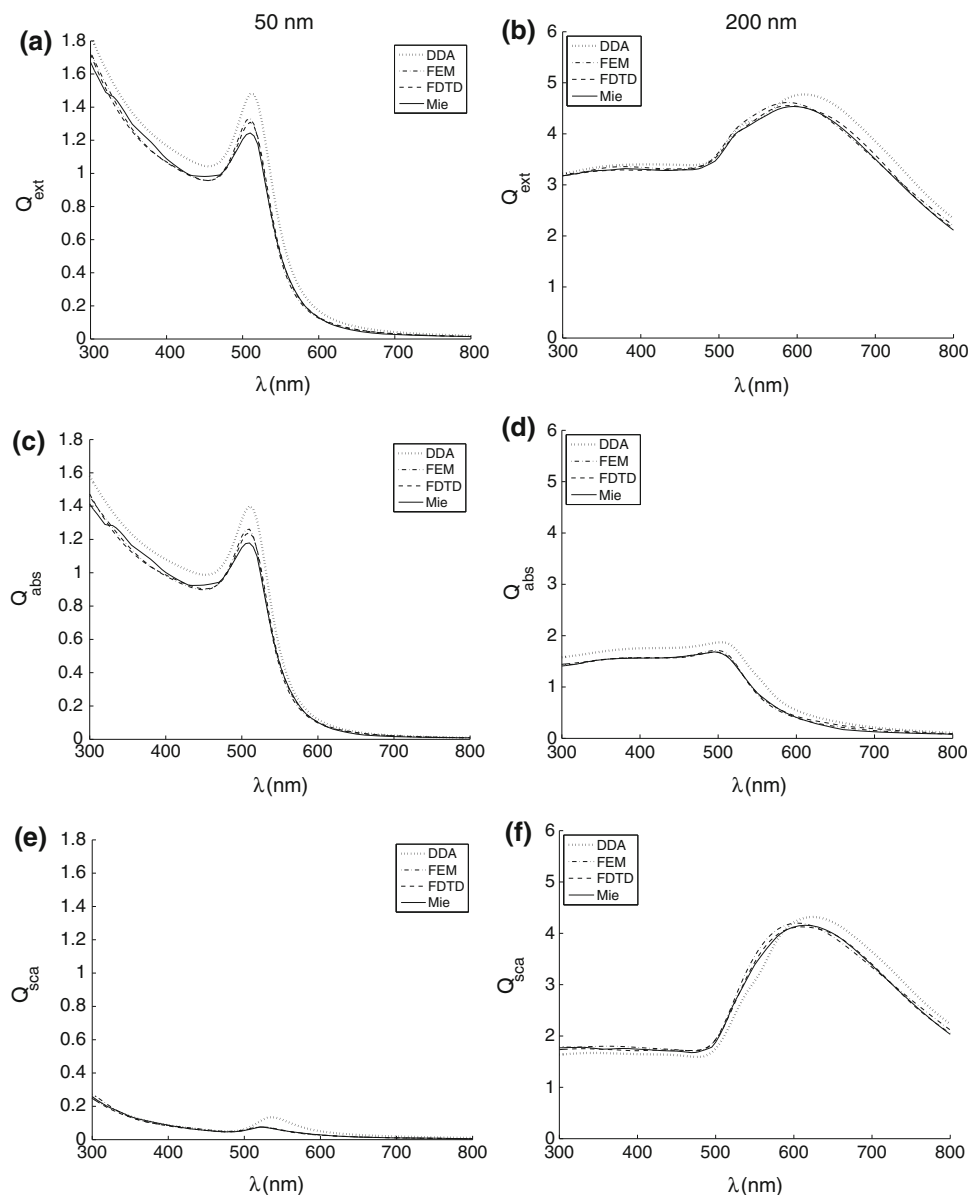 50 nm
200 nm
(a)
1.8
1.6
1.4
1.2
1
0.8
0.6
0.4
0.2
0
Q_ext
DDA
FEM
FDTD
Mie
300 400 500 600 700 800
λ (nm)
(b)
6
5
4
3
2
1
0
Q_ext
DDA
FEM
FDTD
Mie
300 400 500 600 700 800
λ (nm)
(c)
1.8
1.6
1.4
1.2
1
0.8
0.6
0.4
0.2
0
Q_abs
DDA
FEM
FDTD
Mie
300 400 500 600 700 800
λ (nm)
(d)
6
5
4
3
2
1
0
Q_abs
DDA
FEM
FDTD
Mie
300 400 500 600 700 800
λ (nm)
(e)
1.8
1.6
1.4
1.2
1
0.8
0.6
0.4
0.2
0
Q_sca
DDA
FEM
FDTD
Mie
300 400 500 600 700 800
λ (nm)
(f)
6
5
4
3
2
1
0
Q_sca
DDA
FEM
FDTD
Mie
300 400 500 600 700 800
λ (nm)